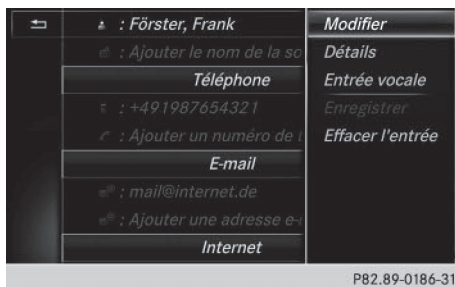 : Förster, Frank
: Ajouter le nom de la so
Téléphone
: +491987654321
: Ajouter un numéro de t
E-mail
: mail@internet.de
: Ajouter une adresse e-
Internet
Modifier
Détails
Entrée vocale
Enregistrer
Effacer l'entrée
P82.89-0186-31